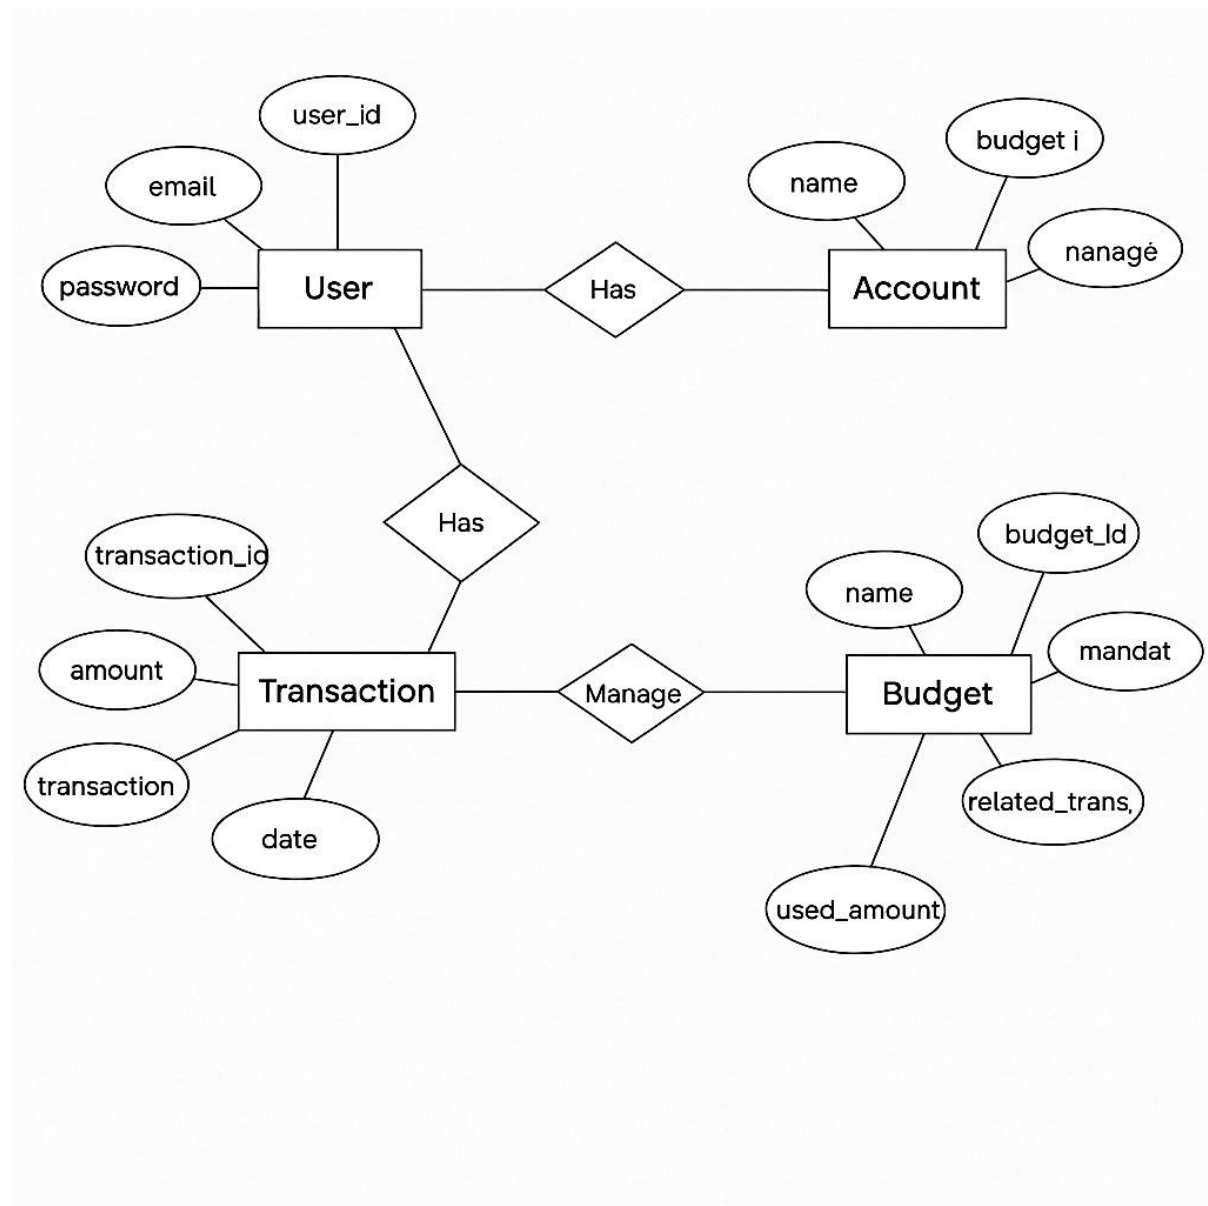 user_id
email
password
User
Has
name
budget i
nanagé
Account
Has
transaction_id
amount
transaction
date
Transaction
Manage
name
budget_Id
mandat
Budget
related_trans,
used_amount